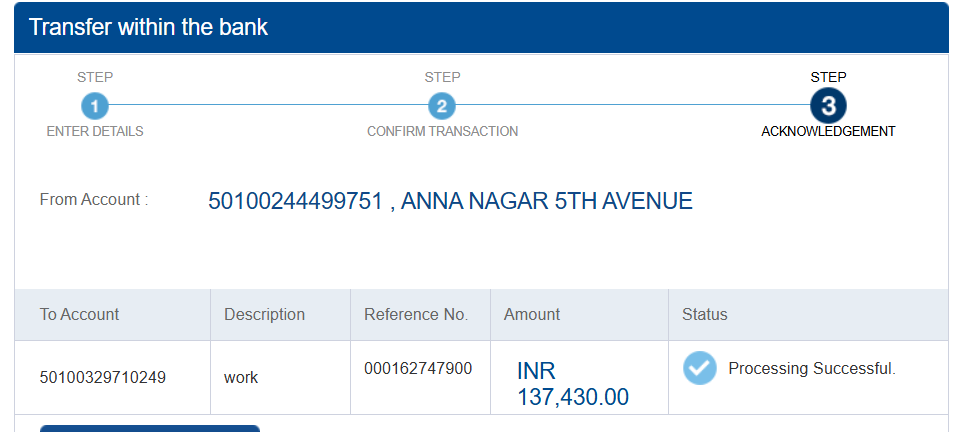 Transfer within the bank
STEP STEP STEP
1 2 3
ENTER DETAILS CONFIRM TRANSACTION ACKNOWLEDGEMENT
From Account : 50100244499751 , ANNA NAGAR 5TH AVENUE
To Account Description Reference No. Amount Status
50100329710249 work 000162747900 INR 137,430.00 Processing Successful.